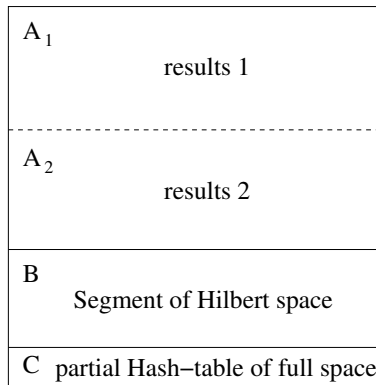 A1
results 1
A2
results 2
B
Segment of Hilbert space
C partial Hash−table of full space